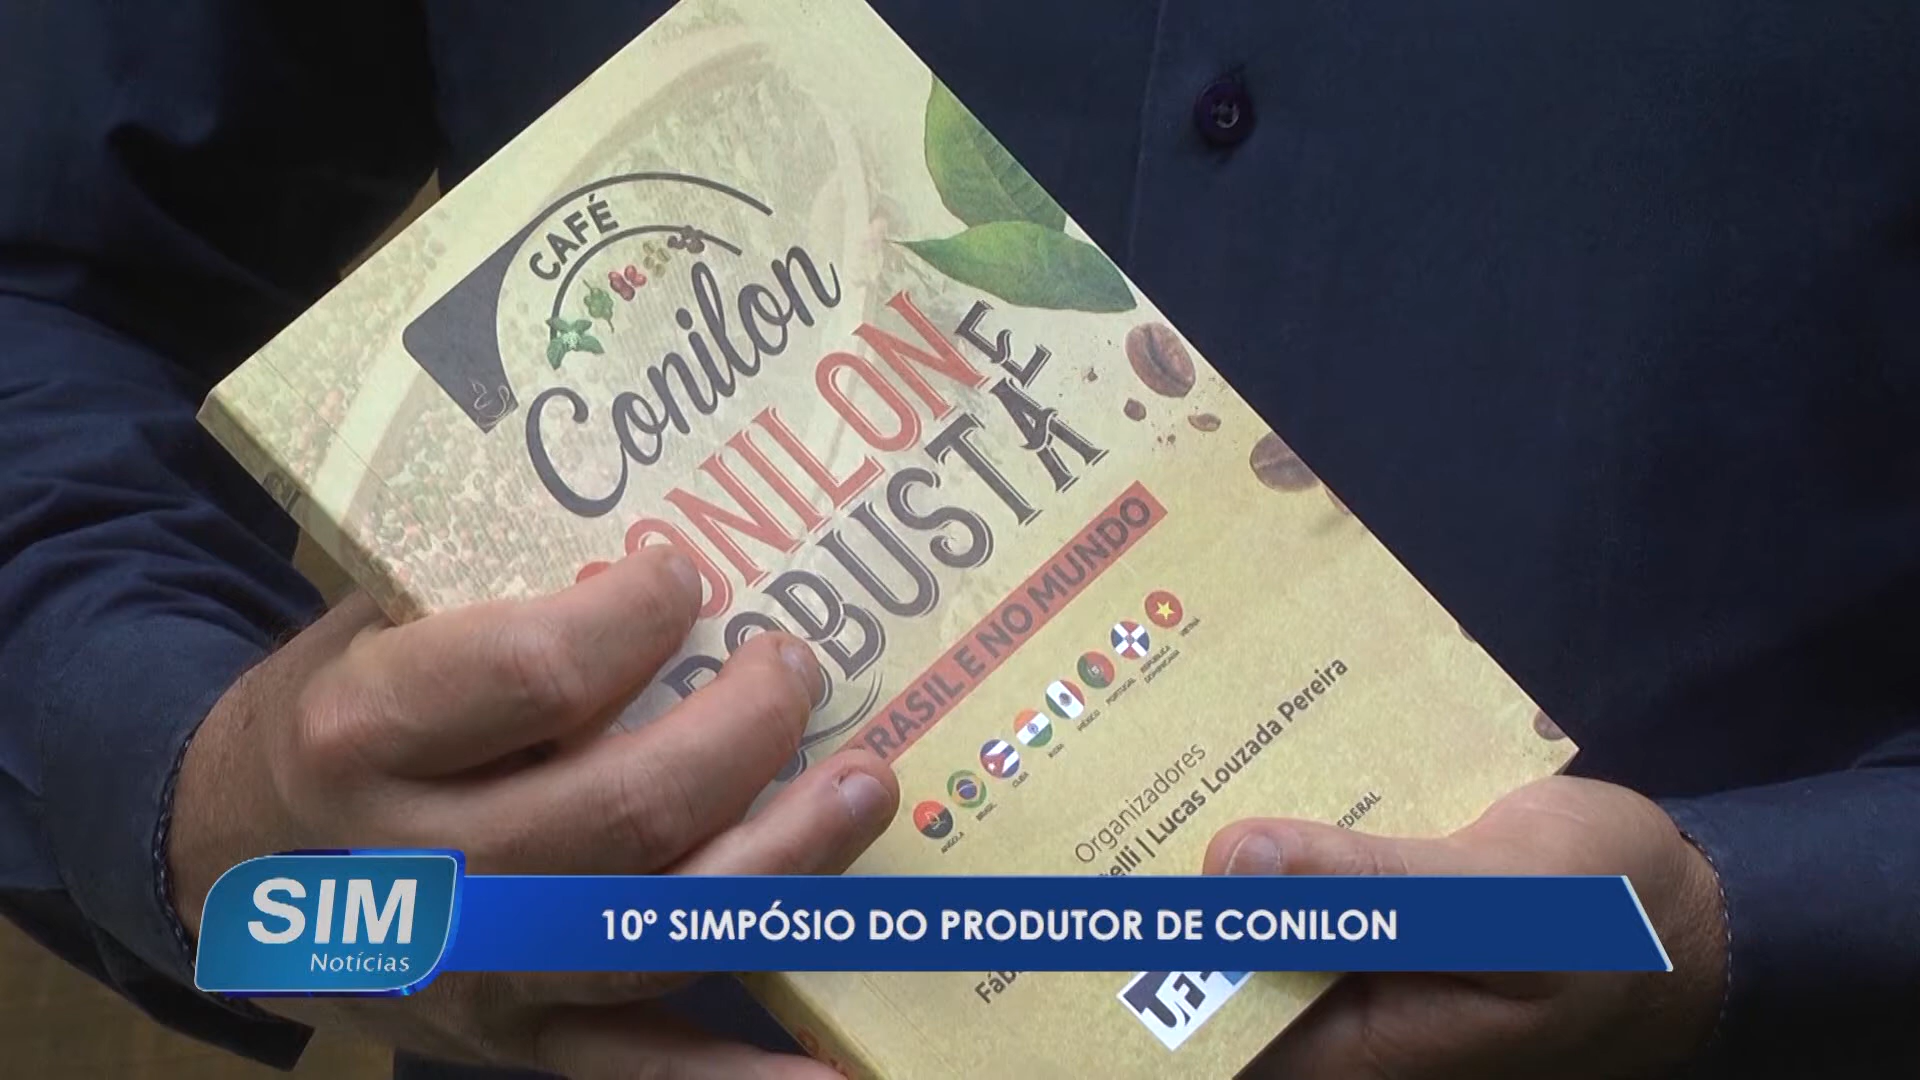 CAFÉ
Conilon
CONILON E
ROBUSTA
BRASIL E NO MUNDO
ANGOLA
BRASIL
CUBA
ÍNDIA
MÉXICO
PORTUGAL
REPÚBLICA
DOMINICANA
VIETNÃ
Organizadores
telli | Lucas Louzada Pereira
FEDERAL
SIM
Notícias
10º SIMPÓSIO DO PRODUTOR DE CONILON